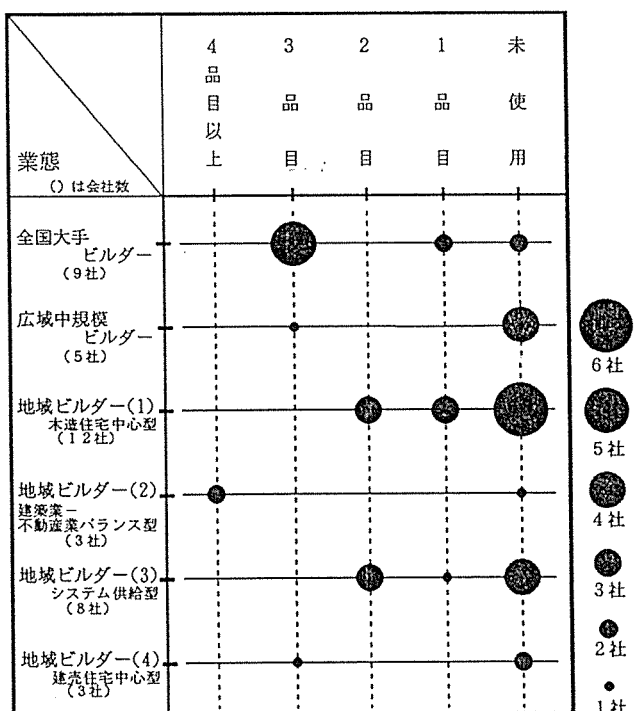 4品目以上
3品目
2品目
1品目
未使用
業態
()は会社数
全国大手
ビルダー
(9社)
広域中規模
ビルダー
(5社)
地域ビルダー(1)
木造住宅中心型
(12社)
地域ビルダー(2)
建築業−
不動産業バランス型
(3社)
地域ビルダー(3)
システム供給型
(8社)
地域ビルダー(4)
建売住宅中心型
(3社)
6社
5社
4社
3社
2社
1社